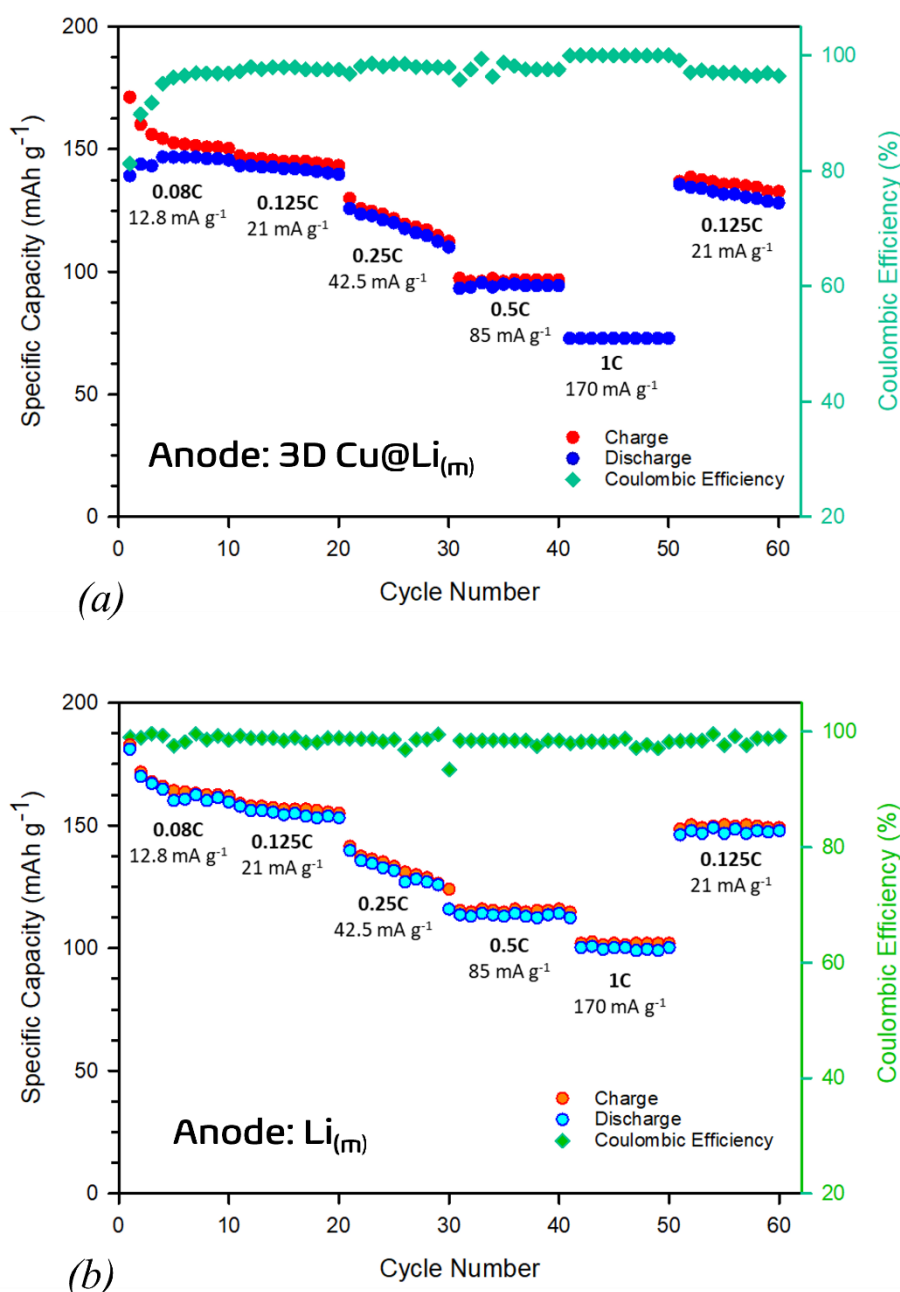 200
150
100
50
0
Specific Capacity (mAh g⁻¹)
100
80
60
40
20
Coulombic Efficiency (%)
0.08C
12.8 mA g⁻¹
0.125C
21 mA g⁻¹
0.25C
42.5 mA g⁻¹
0.5C
85 mA g⁻¹
1C
170 mA g⁻¹
0.125C
21 mA g⁻¹
Anode: 3D Cu@Li(m)
Charge
Discharge
Coulombic Efficiency
0 10 20 30 40 50 60
Cycle Number
(a)
200
150
100
50
0
Specific Capacity (mAh g⁻¹)
100
80
60
40
20
Coulombic Efficiency (%)
0.08C
12.8 mA g⁻¹
0.125C
21 mA g⁻¹
0.25C
42.5 mA g⁻¹
0.5C
85 mA g⁻¹
1C
170 mA g⁻¹
0.125C
21 mA g⁻¹
Anode: Li(m)
Charge
Discharge
Coulombic Efficiency
0 10 20 30 40 50 60
Cycle Number
(b)